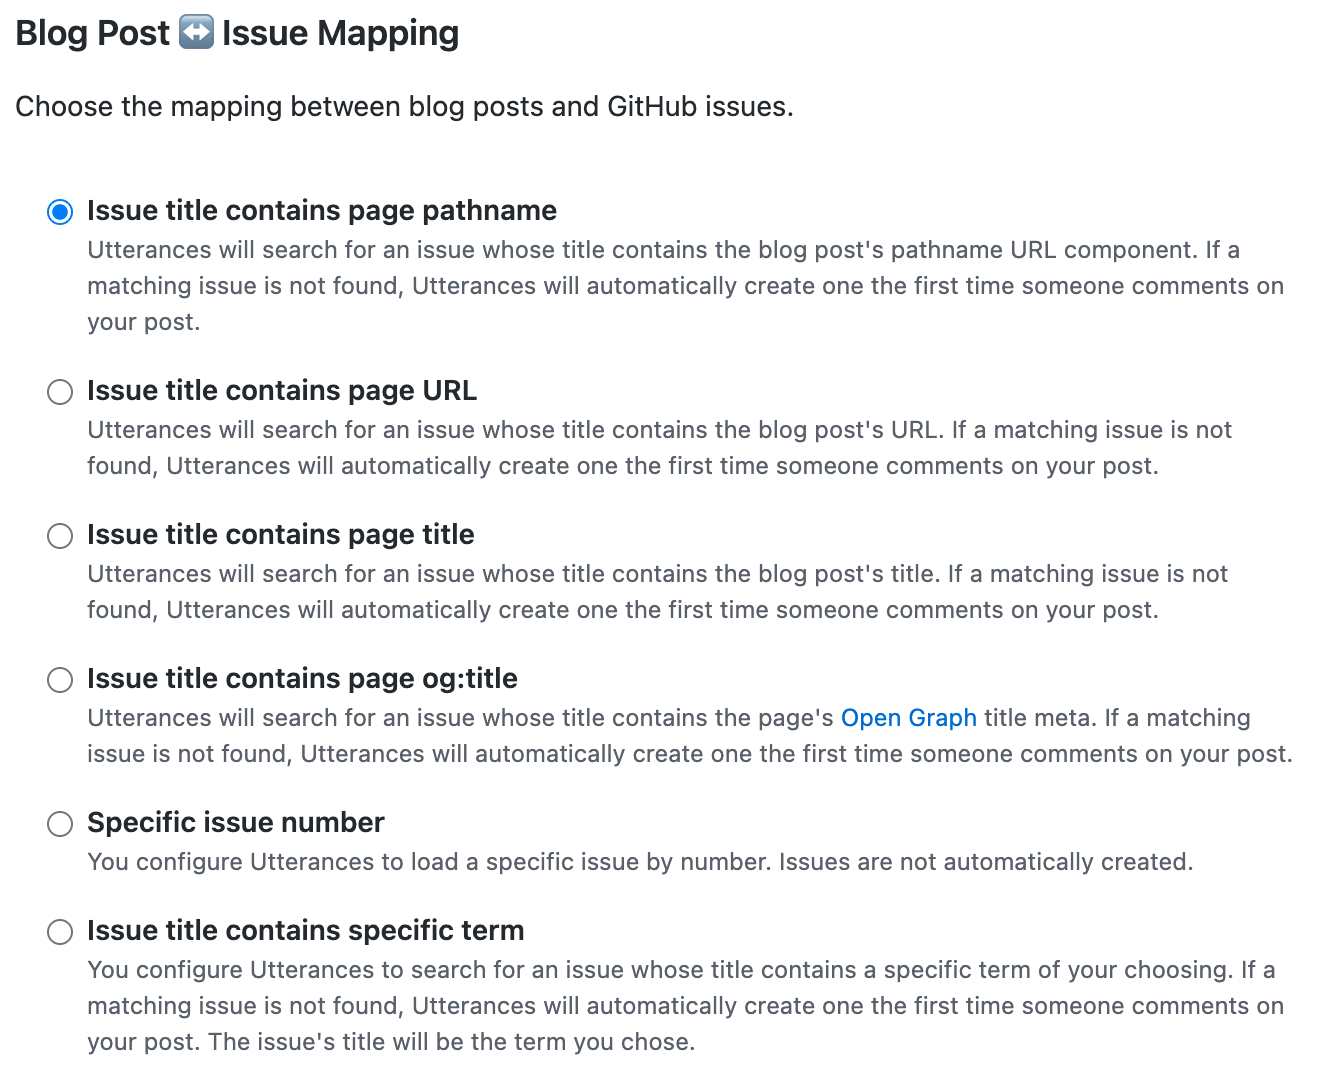 Blog Post ↔️ Issue Mapping
Choose the mapping between blog posts and GitHub issues.
Issue title contains page pathname
Utterances will search for an issue whose title contains the blog post's pathname URL component. If a
matching issue is not found, Utterances will automatically create one the first time someone comments on
your post.
Issue title contains page URL
Utterances will search for an issue whose title contains the blog post's URL. If a matching issue is not
found, Utterances will automatically create one the first time someone comments on your post.
Issue title contains page title
Utterances will search for an issue whose title contains the blog post's title. If a matching issue is not
found, Utterances will automatically create one the first time someone comments on your post.
Issue title contains page og:title
Utterances will search for an issue whose title contains the page's Open Graph title meta. If a matching
issue is not found, Utterances will automatically create one the first time someone comments on your post.
Specific issue number
You configure Utterances to load a specific issue by number. Issues are not automatically created.
Issue title contains specific term
You configure Utterances to search for an issue whose title contains a specific term of your choosing. If a
matching issue is not found, Utterances will automatically create one the first time someone comments on
your post. The issue's title will be the term you chose.